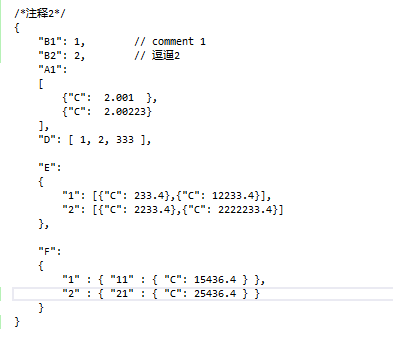 /*注释2*/
{
"B1": 1, // comment 1
"B2": 2, // 逗逼2
"A1":
[
{"C": 2.001 },
{"C": 2.00223}
],
"D": [ 1, 2, 333 ],
"E":
{
"1": [{"C": 233.4},{"C": 12233.4}],
"2": [{"C": 2233.4},{"C": 2222233.4}]
},
"F":
{
"1" : { "11" : { "C": 15436.4 } },
"2" : { "21" : { "C": 25436.4 } }
}
}